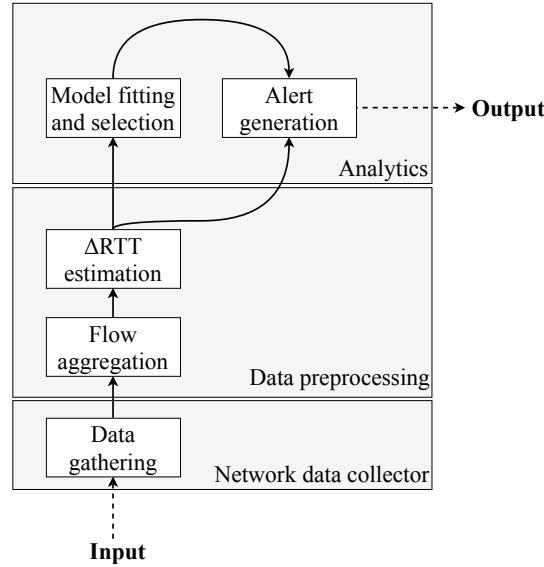 Model fitting
and selection
Alert
generation
Output
Analytics
ΔRTT
estimation
Flow
aggregation
Data preprocessing
Data
gathering
Network data collector
Input